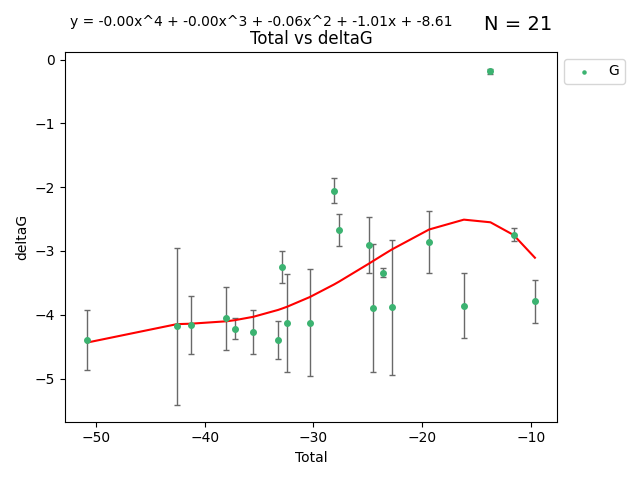 y = -0.00x^4 + -0.00x^3 + -0.06x^2 + -1.01x + -8.61
N = 21
Total vs deltaG
G
0
−1
−2
−3
−4
−5
deltaG
−50 −40 −30 −20 −10
Total